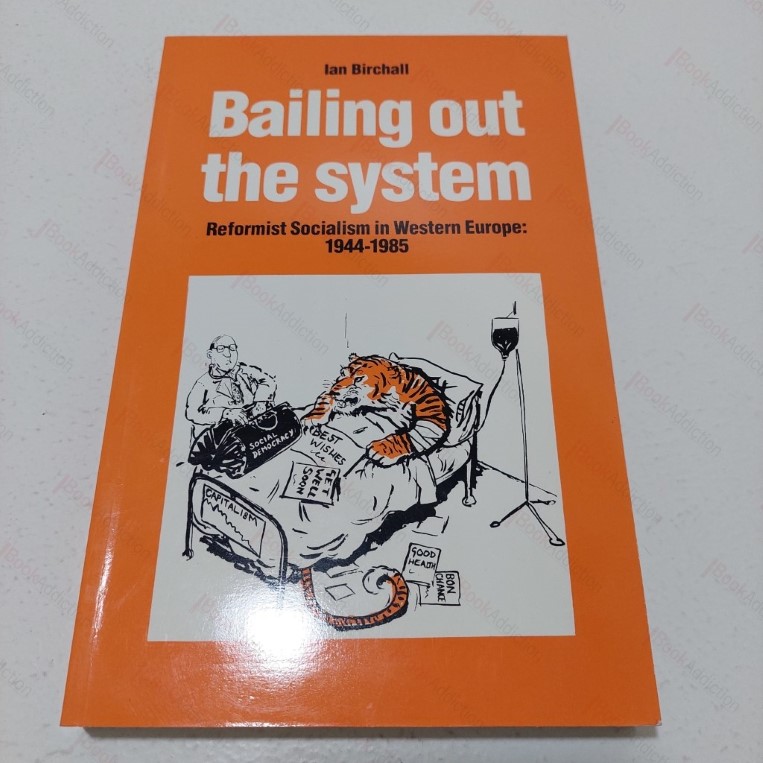 Ian Birchall
Bailing out
the system
Reformist Socialism in Western Europe:
1944-1985
SOCIAL
DEMOCRACY
BEST
WISHES
GET
WELL
SOON
CAPITALISM
GOOD
HEALTH
BON
CHANCE
BookAddiction